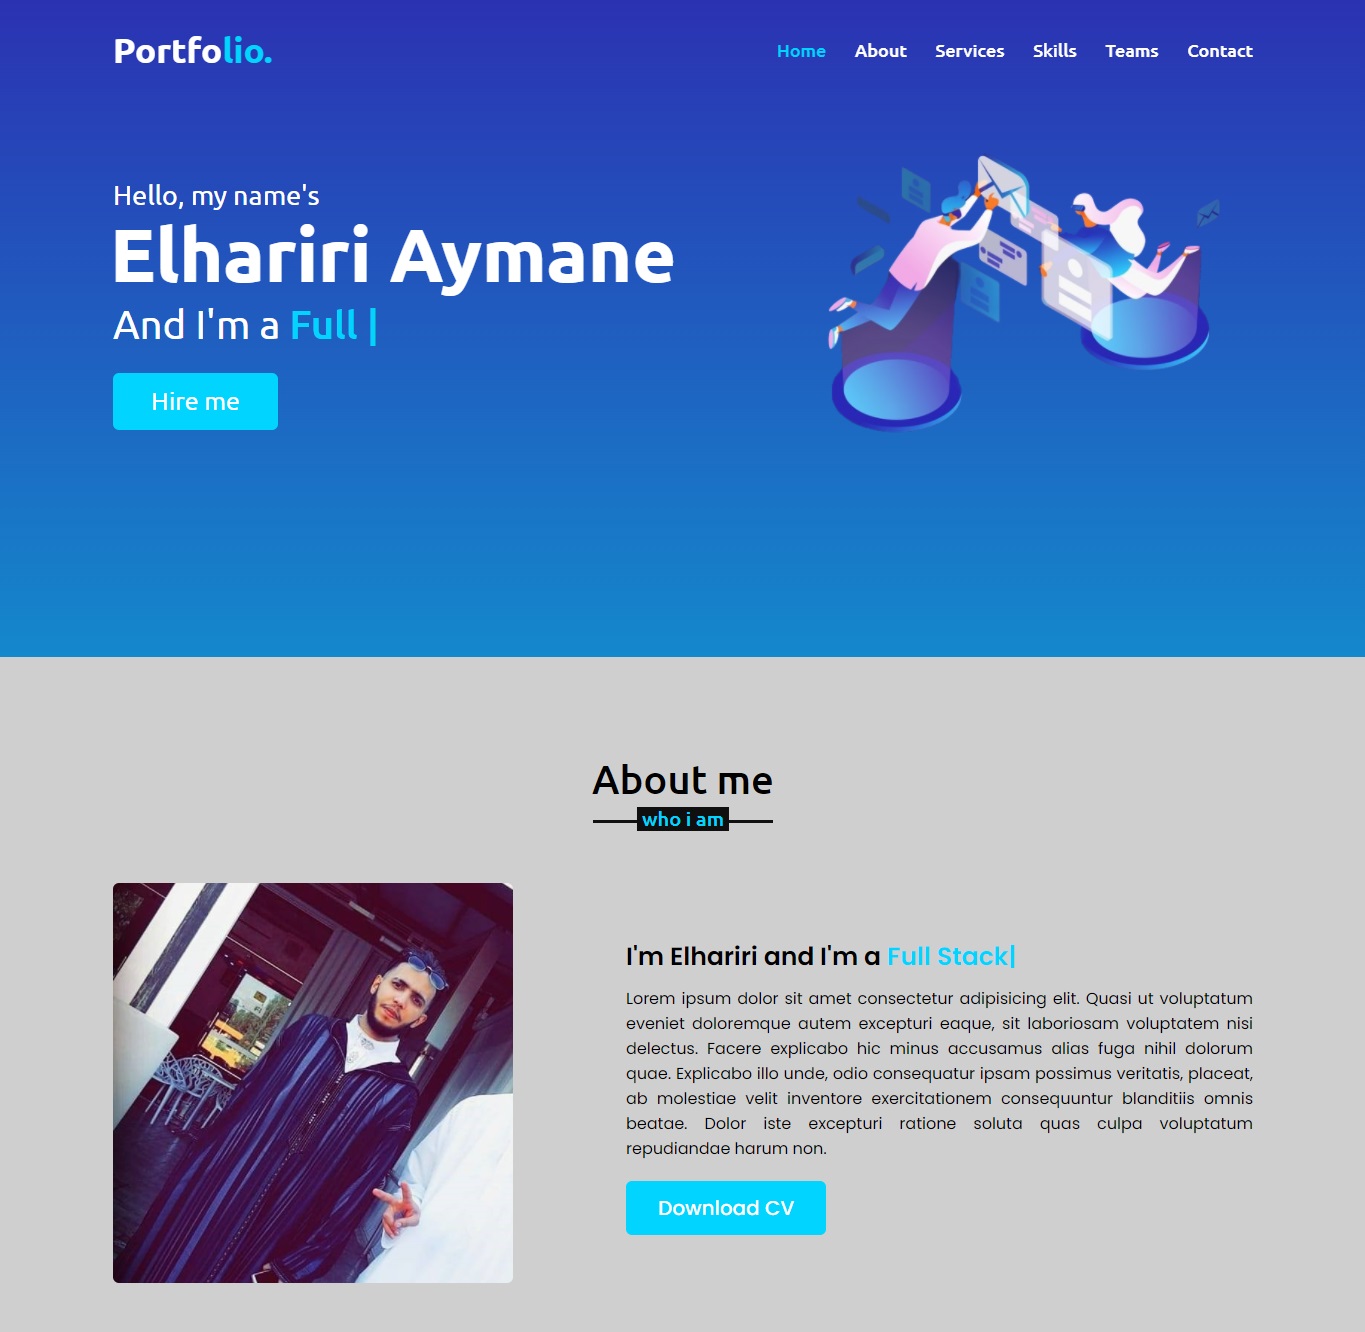 Portfolio.
Home About Services Skills Teams Contact
Hello, my name's
Elhariri Aymane
And I'm a Full |
Hire me
About me
who i am
I'm Elhariri and I'm a Full Stack|
Lorem ipsum dolor sit amet consectetur adipisicing elit. Quasi ut voluptatum
eveniet doloremque autem excepturi eaque, sit laboriosam voluptatem nisi
delectus. Facere explicabo hic minus accusamus alias fuga nihil dolorum
quae. Explicabo illo unde, odio consequatur ipsam possimus veritatis, placeat,
ab molestiae velit inventore exercitationem consequuntur blanditiis omnis
beatae. Dolor iste excepturi ratione soluta quas culpa voluptatum
repudiandae harum non.
Download CV